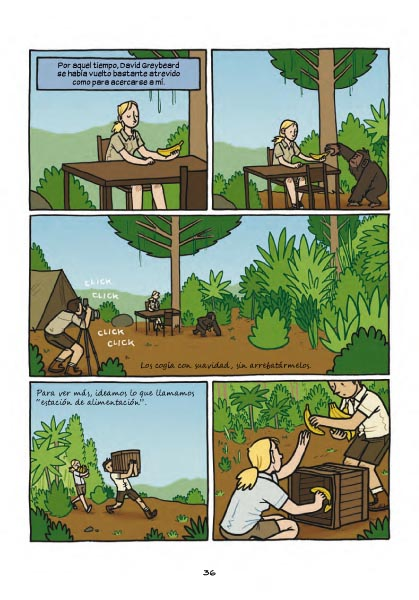 Por aquel tiempo, David Greybeard
se había vuelto bastante atrevido
como para acercarse a mí.
CLICK
CLICK
CLICK
CLICK
Los cogía con suavidad, sin arrebatármelos.
Para ver más, ideamos lo que llamamos
"estación de alimentación".
36